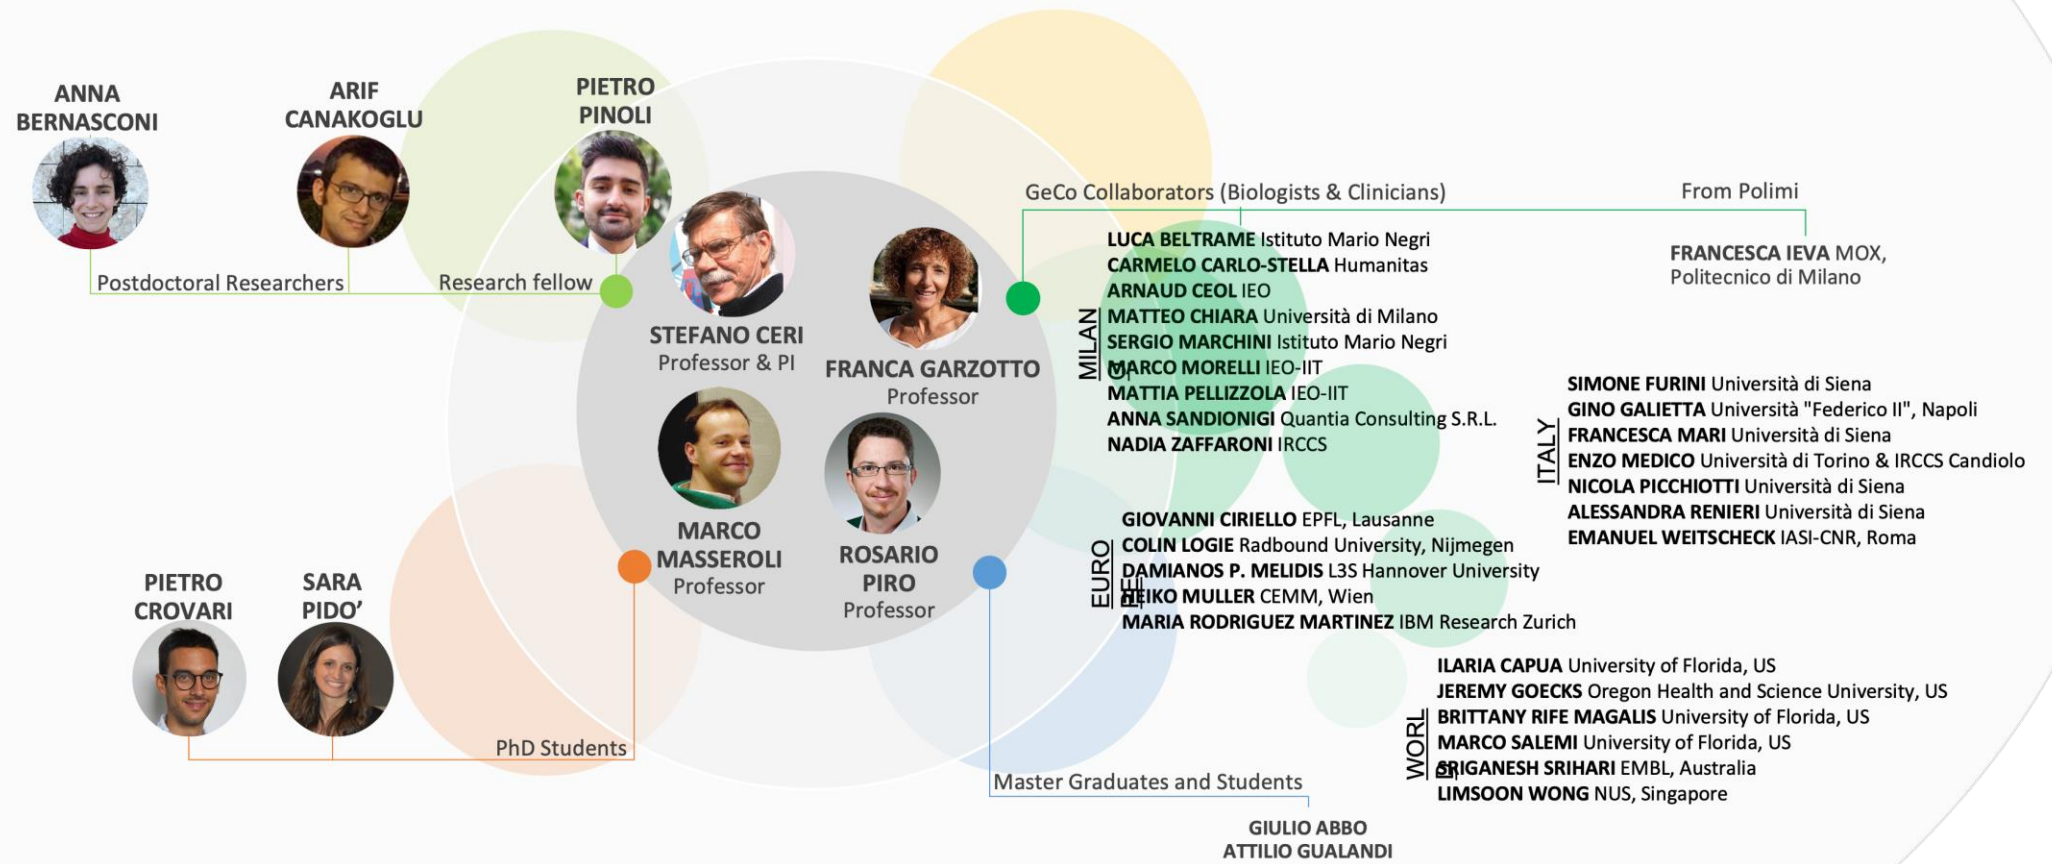 ANNA
BERNASCONI
ARIF
CANAKOGLU
PIETRO
PINOLI
Postdoctoral Researchers
Research fellow
STEFANO CERI
Professor & PI
FRANCA GARZOTTO
Professor
MARCO
MASSEROLI
Professor
ROSARIO
PIRO
Professor
PIETRO
CROVARI
SARA
PIDO’
PhD Students
Master Graduates and Students
GIULIO ABBO
ATTILIO GUALANDI
GeCo Collaborators (Biologists & Clinicians)
From Polimi
FRANCESCA IEVA MOX,
Politecnico di Milano
MILAN
O
LUCA BELTRAME Istituto Mario Negri
CARMELO CARLO-STELLA Humanitas
ARNAUD CEOL IEO
MATTEO CHIARA Università di Milano
SERGIO MARCHINI Istituto Mario Negri
MARCO MORELLI IEO-IIT
MATTIA PELLIZZOLA IEO-IIT
ANNA SANDIONIGI Quantia Consulting S.R.L.
NADIA ZAFFARONI IRCCS
ITALY
SIMONE FURINI Università di Siena
GINO GALIETTA Università "Federico II", Napoli
FRANCESCA MARI Università di Siena
ENZO MEDICO Università di Torino & IRCCS Candiolo
NICOLA PICCHIOTTI Università di Siena
ALESSANDRA RENIERI Università di Siena
EMANUEL WEITSCHECK IASI-CNR, Roma
EURO
PE
GIOVANNI CIRIELLO EPFL, Lausanne
COLIN LOGIE Radbound University, Nijmegen
DAMIANOS P. MELIDIS L3S Hannover University
HEIKO MULLER CEMM, Wien
MARIA RODRIGUEZ MARTINEZ IBM Research Zurich
WORL
D
ILARIA CAPUA University of Florida, US
JEREMY GOECKS Oregon Health and Science University, US
BRITTANY RIFE MAGALIS University of Florida, US
MARCO SALEMI University of Florida, US
SRIGANESH SRIHARI EMBL, Australia
LIMSOON WONG NUS, Singapore